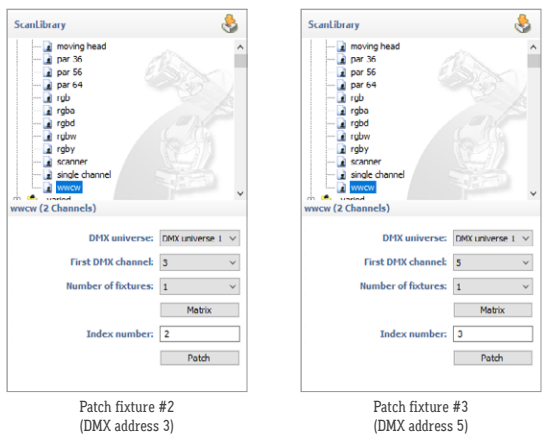 ScanLibrary
moving head
par 36
par 56
par 64
rgb
rgba
rgbd
rgbw
rgby
scanner
single channel
wwcw
varied
wwcw (2 Channels)
DMX universe: DMX universe 1
First DMX channel: 3
Number of fixtures: 1
Matrix
Index number: 2
Patch
Patch fixture #2
(DMX address 3)
ScanLibrary
moving head
par 36
par 56
par 64
rgb
rgba
rgbd
rgbw
rgby
scanner
single channel
wwcw
varied
wwcw (2 Channels)
DMX universe: DMX universe 1
First DMX channel: 5
Number of fixtures: 1
Matrix
Index number: 3
Patch
Patch fixture #3
(DMX address 5)